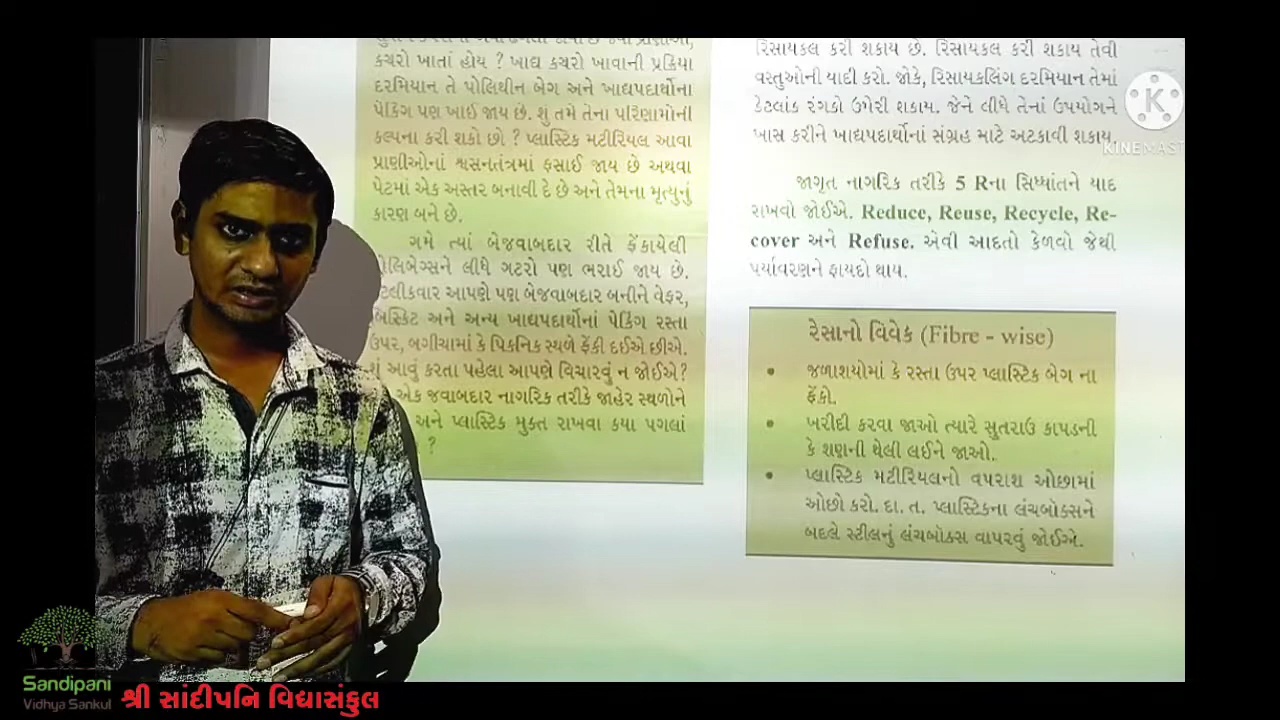 કચરો ખાતાં હોય ? ખાદ્ય કચરો ખાવાની પ્રક્રિયા
દરમિયાન તે પોલિથીન બેગ અને ખાદ્યપદાર્થોના
પેકિંગ પણ ખાઈ જાય છે. શું તમે તેના પરિણામોની
કલ્પના કરી શકો છો ? પ્લાસ્ટિક મટીરિયલ આવા
પ્રાણીઓનાં શ્વસનતંત્રમાં ફસાઈ જાય છે અથવા
પેટમાં એક અસ્તર બનાવી દે છે અને તેમના મૃત્યુનું
કારણ બને છે.
ગમે ત્યાં બેજવાબદાર રીતે ફેંકાયેલી
પોલિબેગ્સને લીધે ગટરો પણ ભરાઈ જાય છે.
ટલીકવાર આપણે પણ બેજવાબદાર બનીને વેફર,
બિસ્કિટ અને અન્ય ખાદ્યપદાર્થોનાં પેકિંગ રસ્તા
ઉપર, બગીચામાં કે પિકનિક સ્થળે ફેંકી દઈએ છીએ.
શું આવું કરતા પહેલા આપણે વિચારવું ન જોઈએ?
એક જવાબદાર નાગરિક તરીકે જાહેર સ્થળોને
અને પ્લાસ્ટિક મુક્ત રાખવા કયા પગલાં
?
રિસાયકલ કરી શકાય છે. રિસાયકલ કરી શકાય તેવી
વસ્તુઓની યાદી કરો. જોકે, રિસાયકલિંગ દરમિયાન તેમાં
કેટલાંક રંગકો ઉમેરી શકાય. જેને લીધે તેનાં ઉપયોગને
ખાસ કરીને ખાદ્યપદાર્થોનાં સંગ્રહ માટે અટકાવી શકાય.
જાગૃત નાગરિક તરીકે 5 Rના સિધ્ધાંતને યાદ
રાખવો જોઈએ. Reduce, Reuse, Recycle, Re-
cover અને Refuse. એવી આદતો કેળવો જેથી
પર્યાવરણને ફાયદો થાય.
રેસાનો વિવેક (Fibre - wise)
• જળાશયોમાં કે રસ્તા ઉપર પ્લાસ્ટિક બેગ ના
ફેંકો.
• ખરીદી કરવા જાઓ ત્યારે સુતરાઉ કાપડની
કે શણની થેલી લઈને જાઓ.
• પ્લાસ્ટિક મટીરિયલનો વપરાશ ઓછામાં
ઓછો કરો. દા. ત. પ્લાસ્ટિકના લંચબૉક્સને
બદલે સ્ટીલનું લંચબૉક્સ વાપરવું જોઈએ.
K
KINEMAST
Sandipani
Vidhya Sankul
શ્રી સાંદીપનિ વિદ્યાસંકુલ